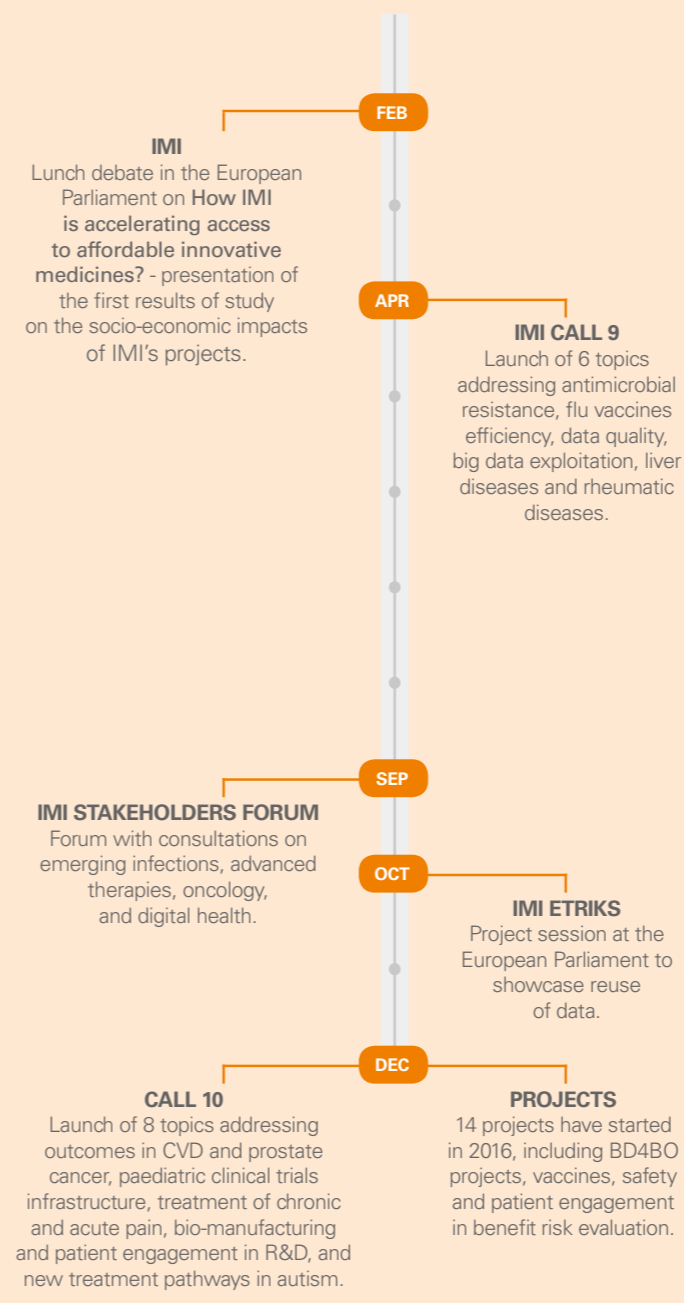 FEB
IMI
Lunch debate in the European
Parliament on How IMI
is accelerating access
to affordable innovative
medicines? - presentation of
the first results of study
on the socio-economic impacts
of IMI's projects.
APR
IMI CALL 9
Launch of 6 topics
addressing antimicrobial
resistance, flu vaccines
efficiency, data quality,
big data exploitation, liver
diseases and rheumatic
diseases.
SEP
IMI STAKEHOLDERS FORUM
Forum with consultations on
emerging infections, advanced
therapies, oncology,
and digital health.
OCT
IMI ETRIKS
Project session at the
European Parliament to
showcase reuse
of data.
DEC
CALL 10
Launch of 8 topics addressing
outcomes in CVD and prostate
cancer, paediatric clinical trials
infrastructure, treatment of chronic
and acute pain, bio-manufacturing
and patient engagement in R&D, and
new treatment pathways in autism.
PROJECTS
14 projects have started
in 2016, including BD4BO
projects, vaccines, safety
and patient engagement
in benefit risk evaluation.